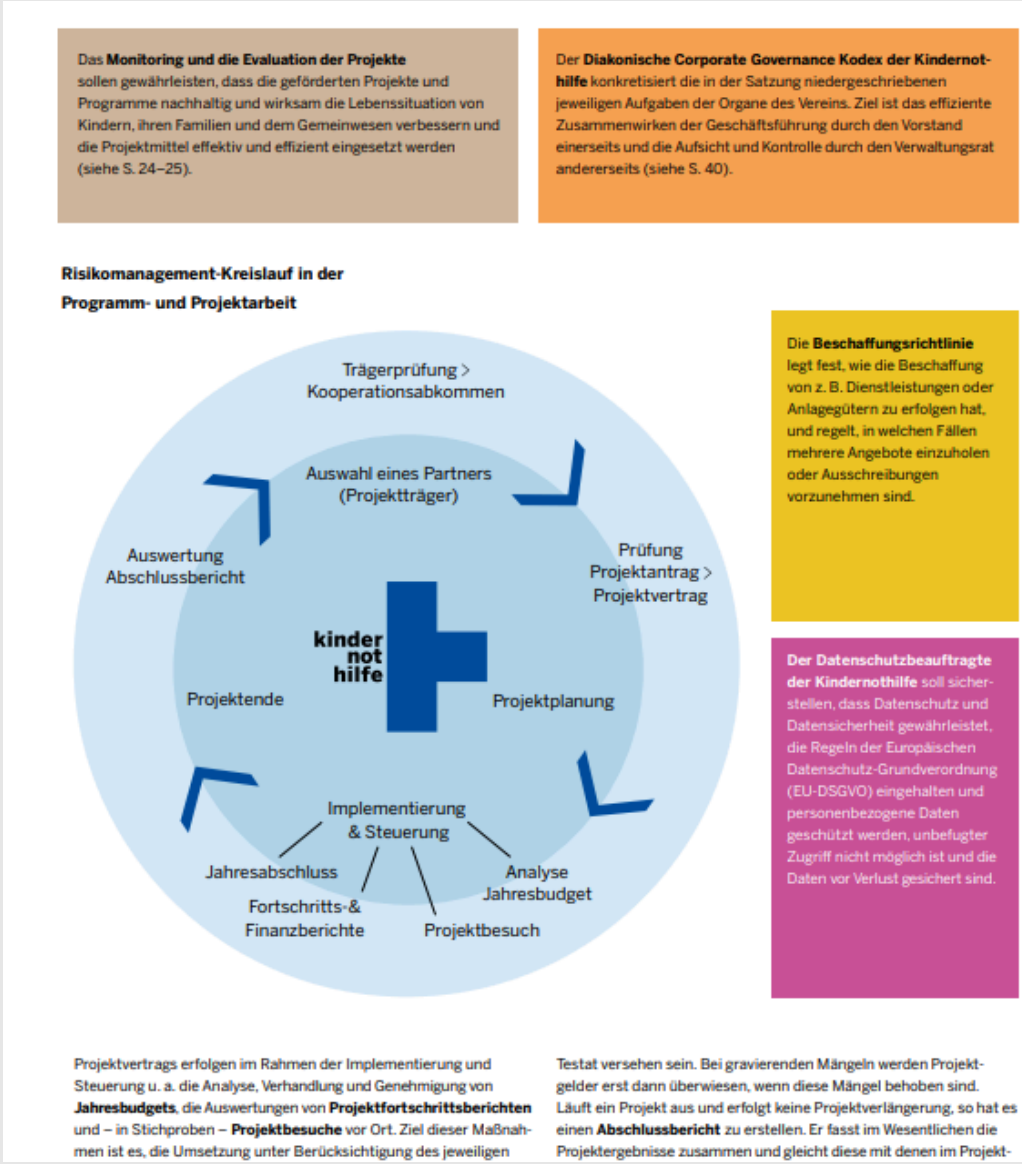 Das Monitoring und die Evaluation der Projekte
sollen gewährleisten, dass die geförderten Projekte und
Programme nachhaltig und wirksam die Lebenssituation von
Kindern, ihren Familien und dem Gemeinwesen verbessern und
die Projektmittel effektiv und effizient eingesetzt werden
(siehe S. 24–25).
Der Diakonische Corporate Governance Kodex der Kindernot-
hilfe konkretisiert die in der Satzung niedergeschriebenen
jeweiligen Aufgaben der Organe des Vereins. Ziel ist das effiziente
Zusammenwirken der Geschäftsführung durch den Vorstand
einerseits und die Aufsicht und Kontrolle durch den Verwaltungsrat
andererseits (siehe S. 40).
Risikomanagement-Kreislauf in der
Programm- und Projektarbeit
Trägerprüfung >
Kooperationsabkommen
Auswahl eines Partners
(Projektträger)
Prüfung
Projektantrag >
Projektvertrag
Projektplanung
Implementierung
& Steuerung
Analyse
Jahresbudget
Projektbesuch
Fortschritts-&
Finanzberichte
Jahresabschluss
Projektende
Auswertung
Abschlussbericht
kinder
not
hilfe
Die Beschaffungsrichtlinie
legt fest, wie die Beschaffung
von z. B. Dienstleistungen oder
Anlagegütern zu erfolgen hat,
und regelt, in welchen Fällen
mehrere Angebote einzuholen
oder Ausschreibungen
vorzunehmen sind.
Der Datenschutzbeauftragte
der Kindernothilfe soll sicher-
stellen, dass Datenschutz und
Datensicherheit gewährleistet,
die Regeln der Europäischen
Datenschutz-Grundverordnung
(EU-DSGVO) eingehalten und
personenbezogene Daten
geschützt werden, unbefugter
Zugriff nicht möglich ist und die
Daten vor Verlust gesichert sind.
Projektvertrags erfolgen im Rahmen der Implementierung und
Steuerung u. a. die Analyse, Verhandlung und Genehmigung von
Jahresbudgets, die Auswertungen von Projektfortschrittsberichten
und – in Stichproben – Projektbesuche vor Ort. Ziel dieser Maßnah-
men ist es, die Umsetzung unter Berücksichtigung des jeweiligen
Testat versehen sein. Bei gravierenden Mängeln werden Projekt-
gelder erst dann überwiesen, wenn diese Mängel behoben sind.
Läuft ein Projekt aus und erfolgt keine Projektverlängerung, so hat es
einen Abschlussbericht zu erstellen. Er fasst im Wesentlichen die
Projektergebnisse zusammen und gleicht diese mit denen im Projekt-